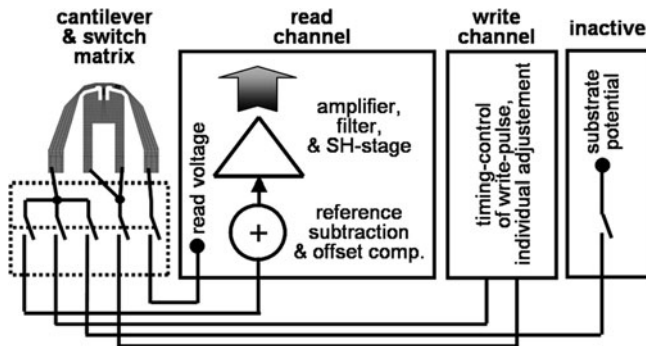 cantilever
& switch
matrix
read
channel
write
channel
inactive
amplifier,
filter,
& SH-stage
read voltage
+
reference
subtraction
& offset comp.
timing-control
of write-pulse,
individual adjustement
substrate
potential